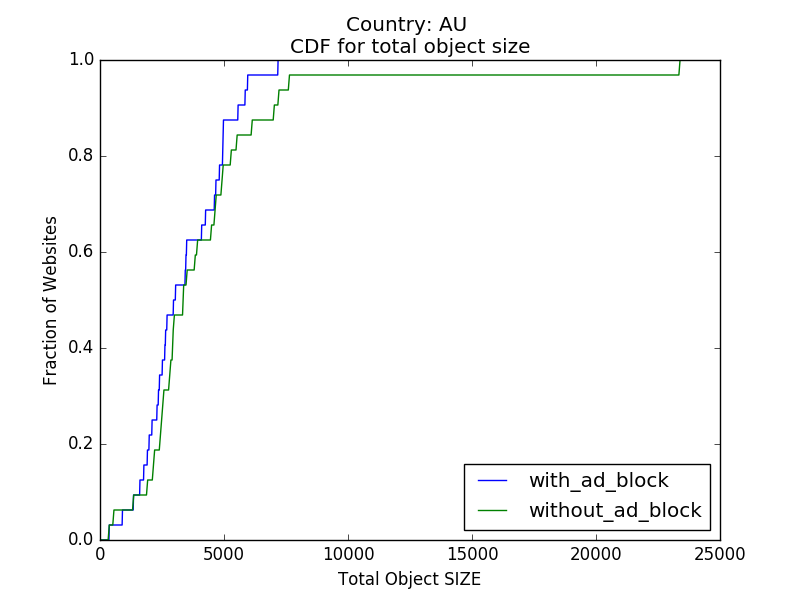 Country: AU
CDF for total object size
1.0
0.8
0.6
0.4
0.2
0.0
Fraction of Websites
0
5000
10000
15000
20000
25000
Total Object SIZE
with_ad_block
without_ad_block